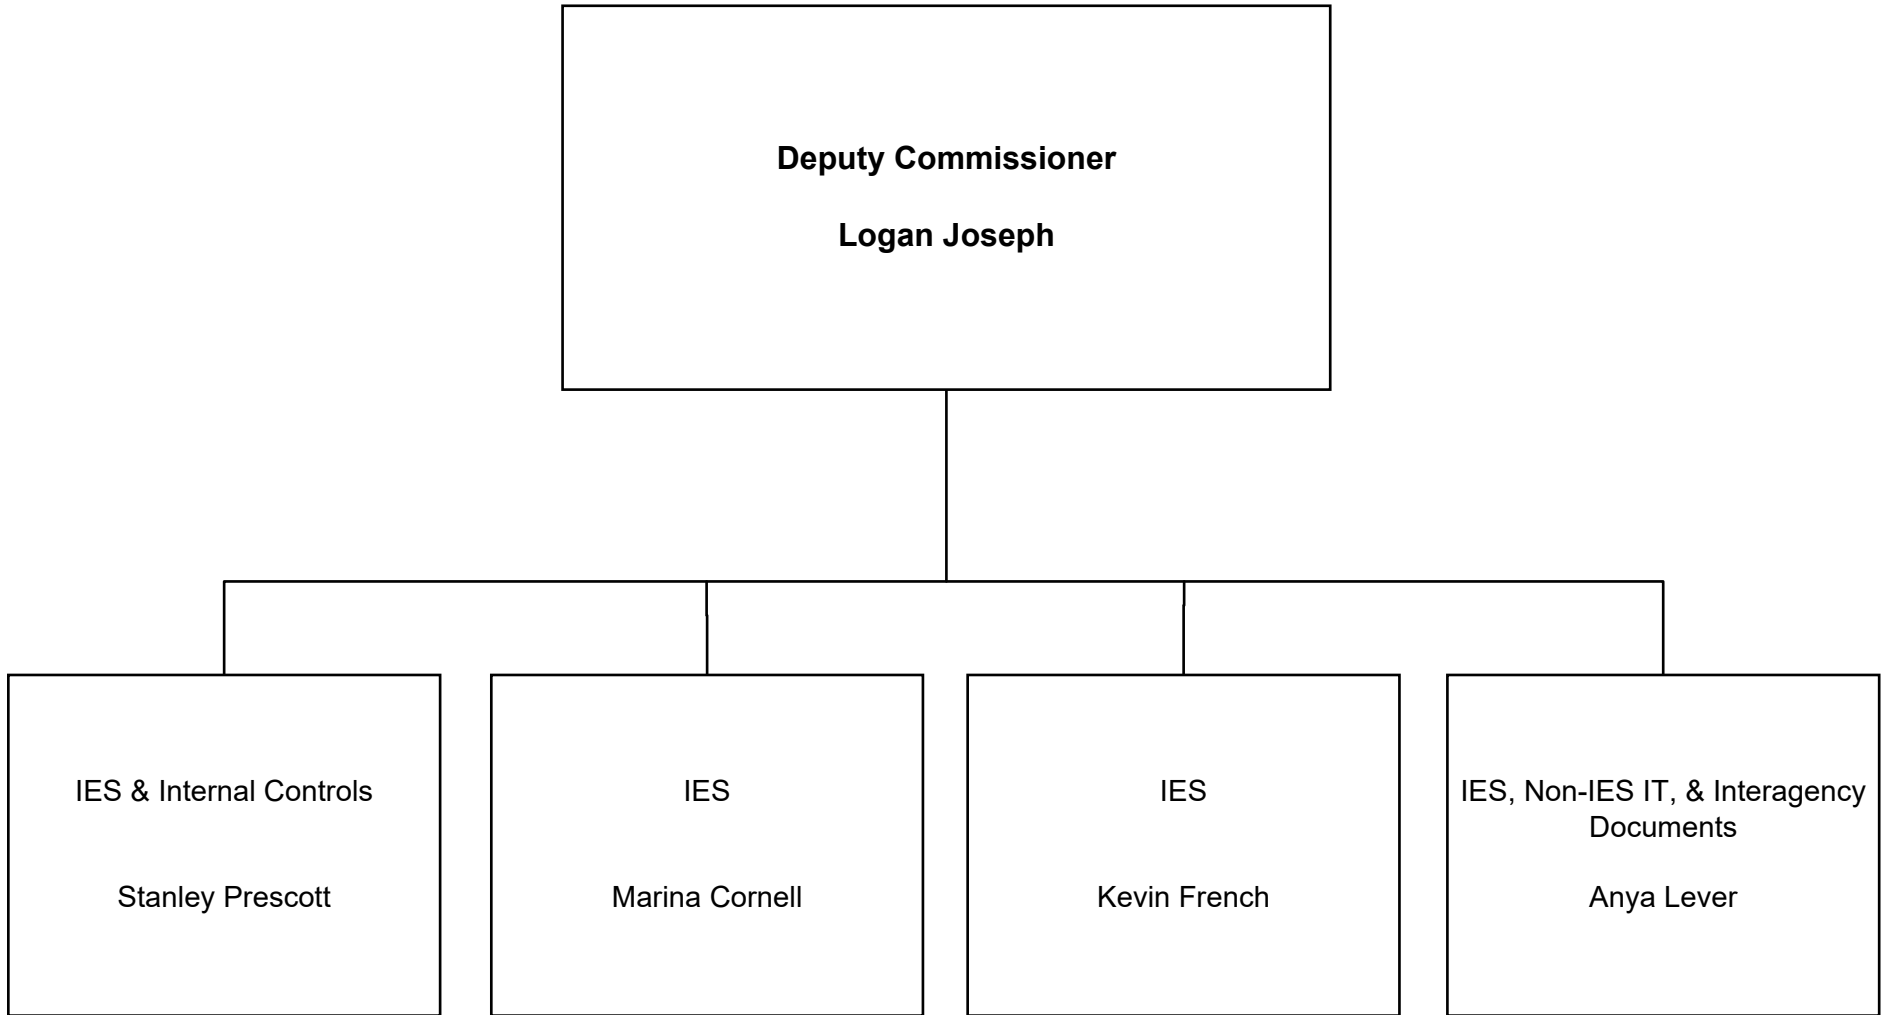 Deputy Commissioner
Logan Joseph
IES & Internal Controls
Stanley Prescott
IES
Marina Cornell
IES
Kevin French
IES, Non-IES IT, & Interagency
Documents
Anya Lever